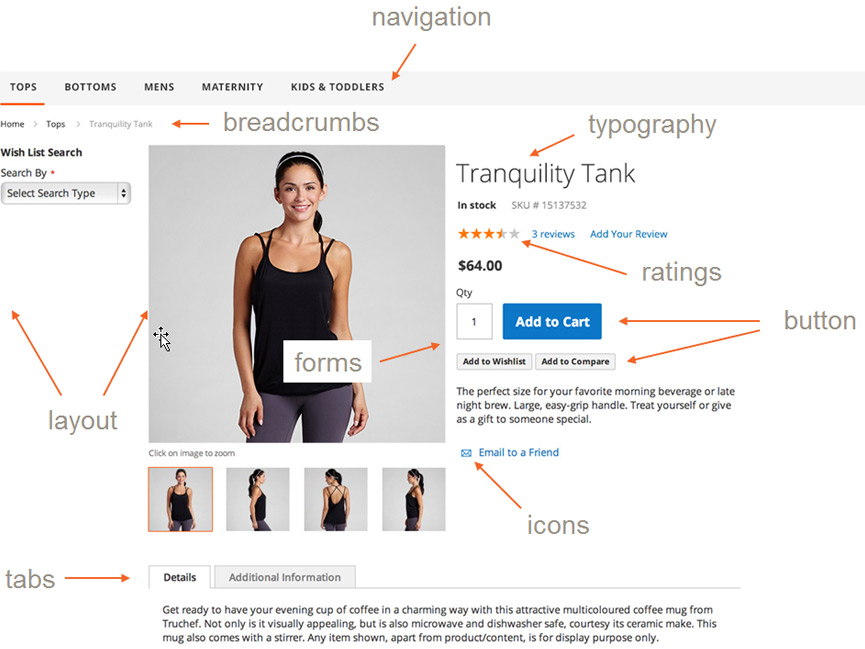 navigation
TOPS BOTTOMS MENS MATERNITY KIDS & TODDLERS
Home > Tops > Tranquility Tank
breadcrumbs
typography
Wish List Search
Search By *
Select Search Type
Tranquility Tank
In stock SKU # 15137532
3 reviews Add Your Review
ratings
$64.00
Qty
1 Add to Cart
button
forms
Add to Wishlist Add to Compare
layout
The perfect size for your favorite morning beverage or late
night brew. Large, easy-grip handle. Treat yourself or give
as a gift to someone special.
Click on image to zoom
Email to a Friend
icons
tabs
Details Additional Information
Get ready to have your evening cup of coffee in a charming way with this attractive multicoloured coffee mug from
Truchef. Not only is it visually appealing, but is also microwave and dishwasher safe, courtesy its ceramic make. This
mug also comes with a stirrer. Any item shown, apart from product/content, is for display purpose only.